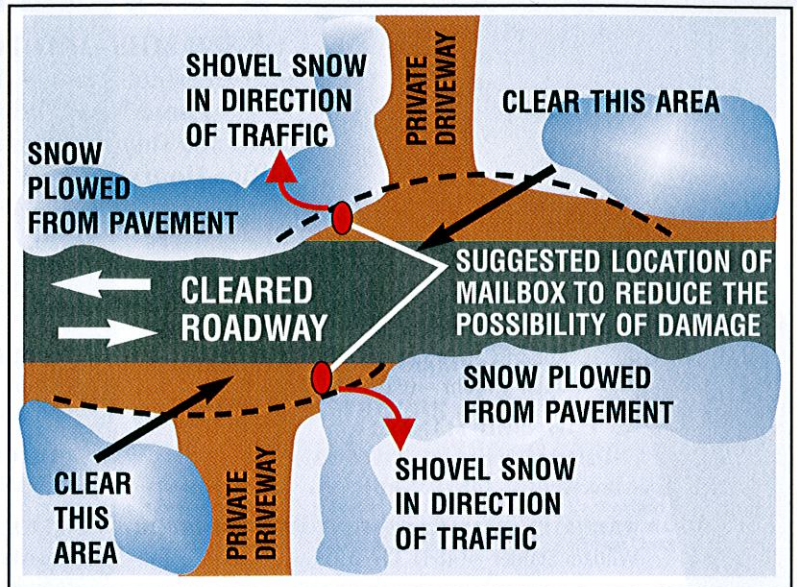 SHOVEL SNOW
IN DIRECTION
OF TRAFFIC
PRIVATE
DRIVEWAY
CLEAR THIS AREA
SNOW
PLOWED
FROM PAVEMENT
CLEARED
ROADWAY
SUGGESTED LOCATION OF
MAILBOX TO REDUCE THE
POSSIBILITY OF DAMAGE
SNOW PLOWED
FROM PAVEMENT
CLEAR
THIS
AREA
PRIVATE
DRIVEWAY
SHOVEL SNOW
IN DIRECTION
OF TRAFFIC